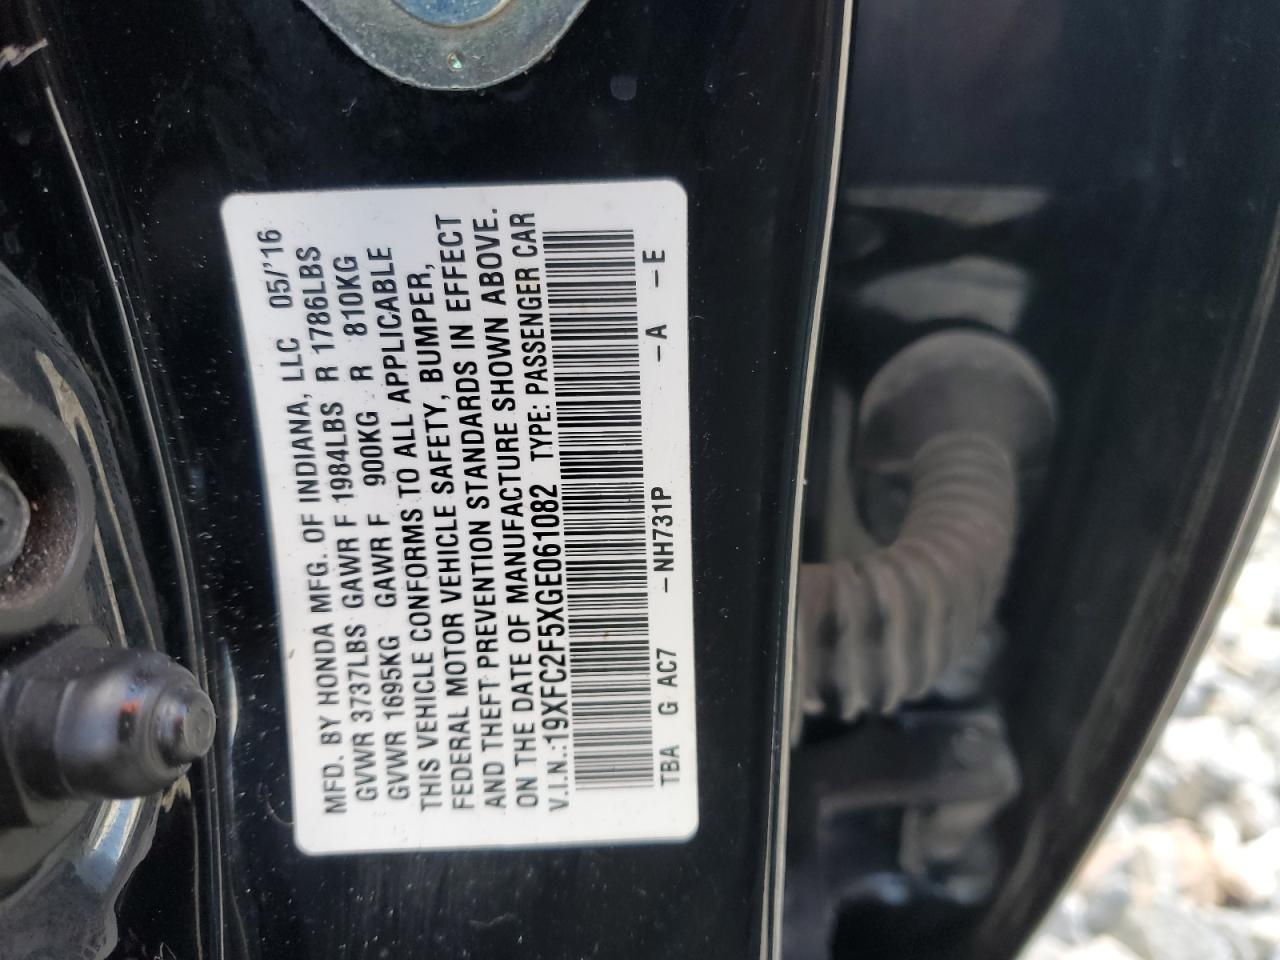 MFD. BY HONDA MFG. OF INDIANA, LLC 05/'16
GVWR 3737LBS GAWR F 1984LBS R 1786LBS
GVWR 1695KG GAWR F 900KG R 810KG
THIS VEHICLE CONFORMS TO ALL APPLICABLE
FEDERAL MOTOR VEHICLE SAFETY, BUMPER,
AND THEFT PREVENTION STANDARDS IN EFFECT
ON THE DATE OF MANUFACTURE SHOWN ABOVE.
V.I.N.:19XFC2F5XGE061082 TYPE: PASSENGER CAR
TBA G AC7 -NH731P -A -E